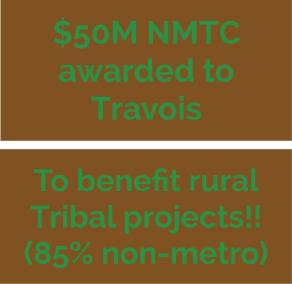 $50M NMTC
awarded to
Travois
To benefit rural
Tribal projects!!
(85% non-metro)